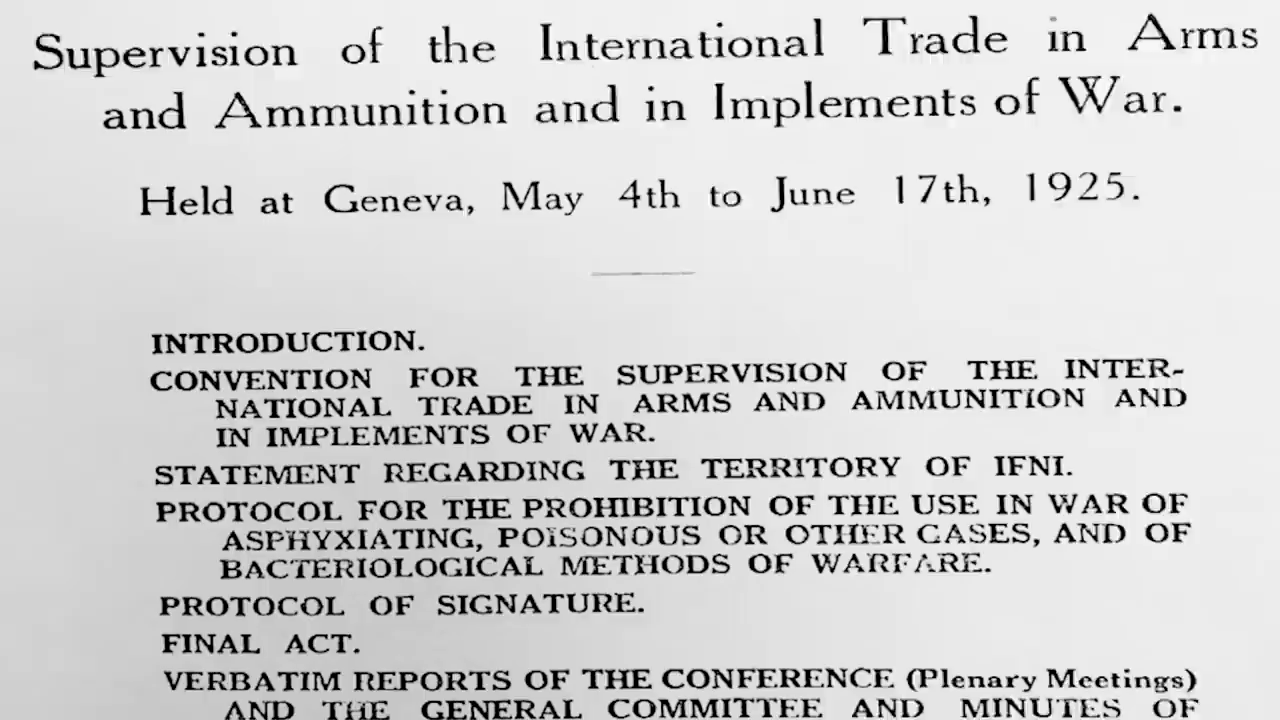 Supervision of the International Trade in Arms
and Ammunition and in Implements of War.
Held at Geneva, May 4th to June 17th, 1925.
INTRODUCTION.
CONVENTION FOR THE SUPERVISION OF THE INTER-
NATIONAL TRADE IN ARMS AND AMMUNITION AND
IN IMPLEMENTS OF WAR.
STATEMENT REGARDING THE TERRITORY OF IFNI.
PROTOCOL FOR THE PROHIBITION OF THE USE IN WAR OF
ASPHYXIATING, POISONOUS OR OTHER GASES, AND OF
BACTERIOLOGICAL METHODS OF WARFARE.
PROTOCOL OF SIGNATURE.
FINAL ACT.
VERBATIM REPORTS OF THE CONFERENCE (Plenary Meetings)
AND THE GENERAL COMMITTEE AND MINUTES OF